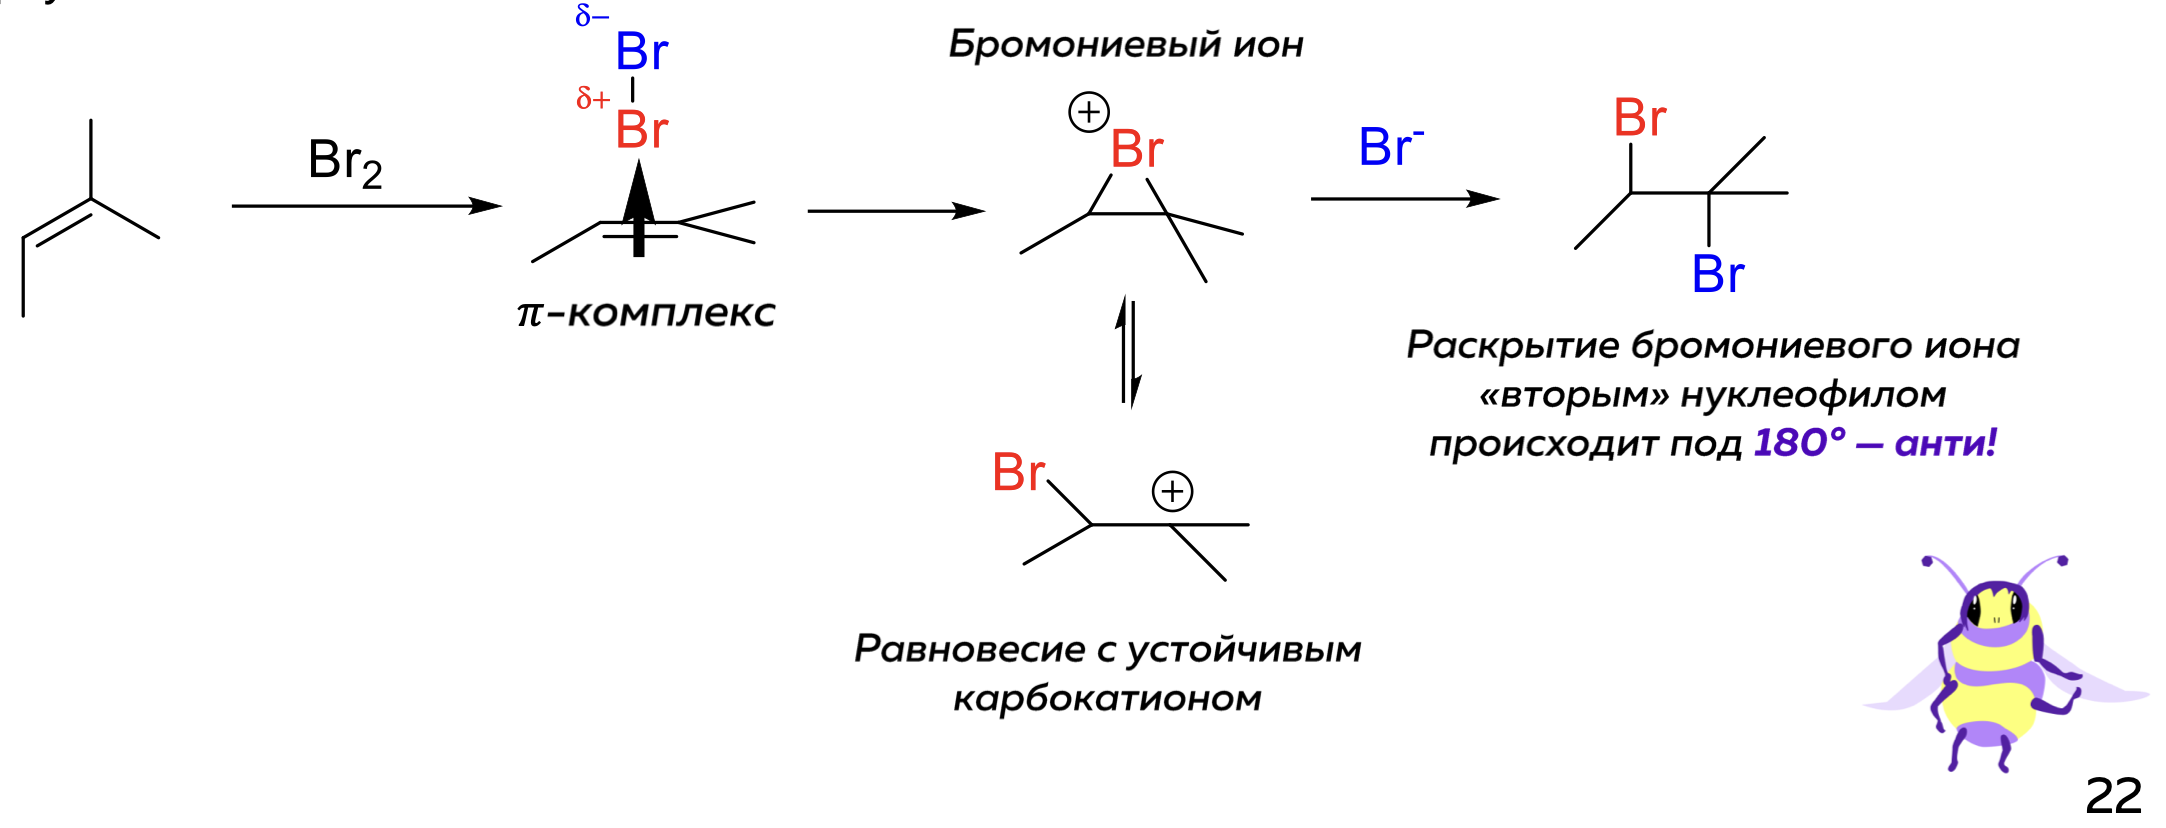 δ−
Br
δ+
Br
Br₂
π-комплекс
Бромониевый ион
+
Br
Br⁻
Br
Br
Раскрытие бромониевого иона
«вторым» нуклеофилом
происходит под 180° — анти!
Br
+
Равновесие с устойчивым
карбокатионом
22